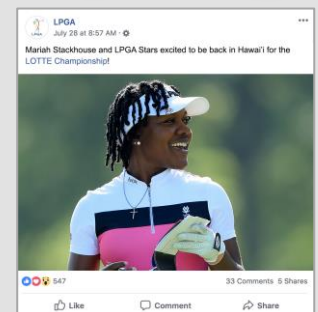 LPGA
July 28 at 8:57 AM ·
Mariah Stackhouse and LPGA Stars excited to be back in Hawai'i for the
LOTTE Championship!
547
33 Comments 5 Shares
Like
Comment
Share